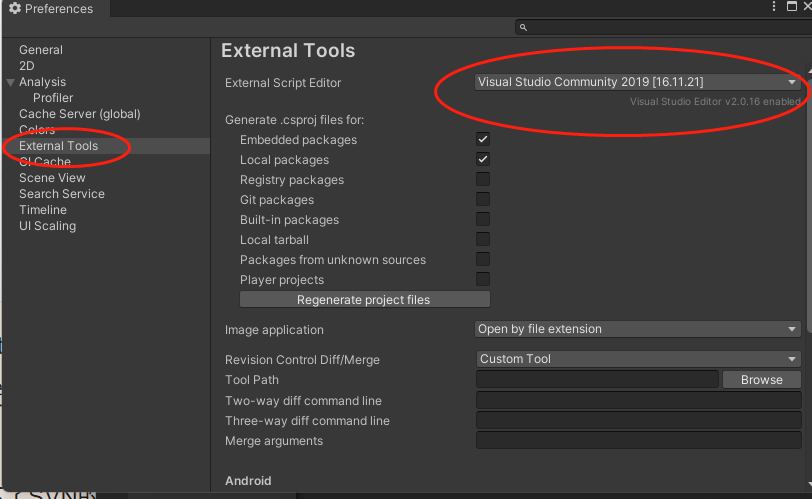 Preferences
External Tools
General
2D
Analysis
Profiler
Cache Server (global)
Colors
External Tools
GI Cache
Scene View
Search Service
Timeline
UI Scaling
External Script Editor
Visual Studio Community 2019 [16.11.21]
Visual Studio Editor v2.0.16 enabled
Generate .csproj files for:
Embedded packages
Local packages
Registry packages
Git packages
Built-in packages
Local tarball
Packages from unknown sources
Player projects
Regenerate project files
Image application
Open by file extension
Revision Control Diff/Merge
Custom Tool
Tool Path
Browse
Two-way diff command line
Three-way diff command line
Merge arguments
Android